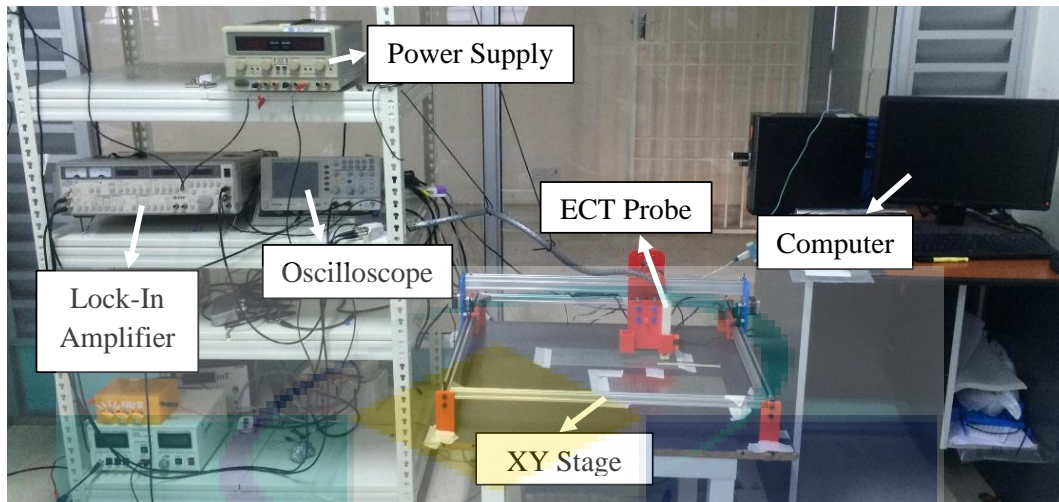 Power Supply
ECT Probe
Computer
Oscilloscope
Lock-In
Amplifier
XY Stage